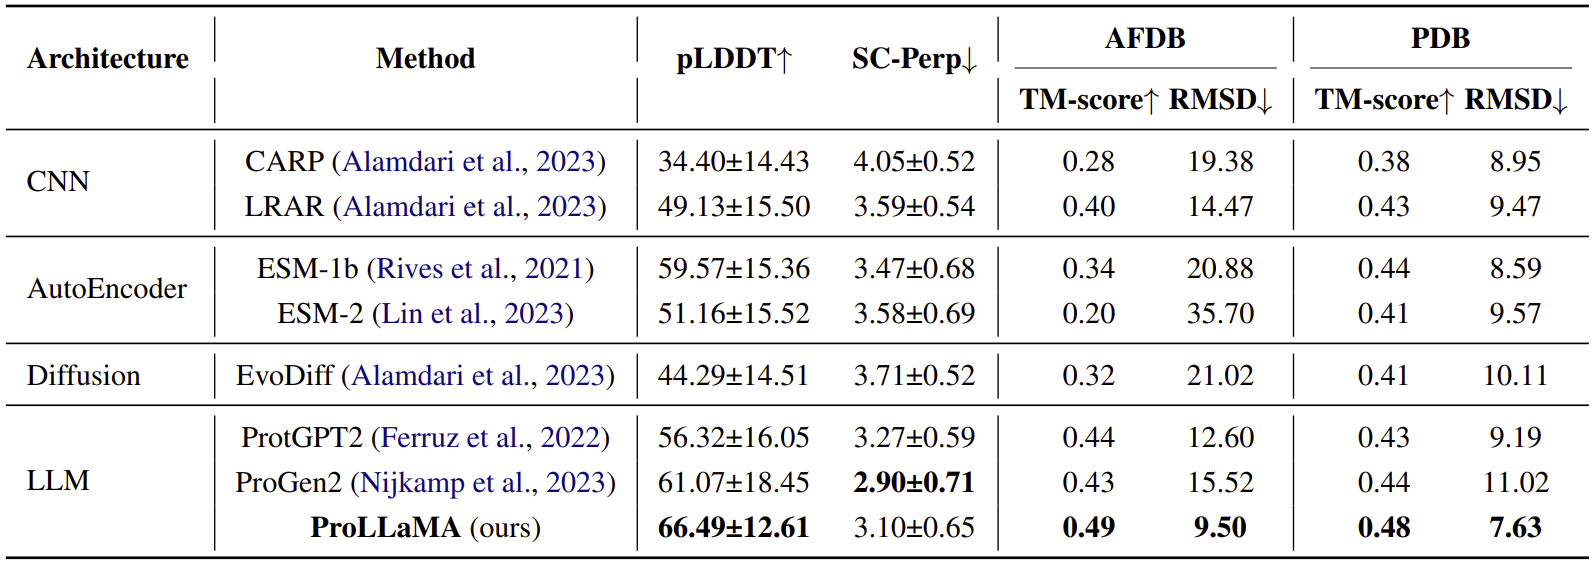 Architecture Method pLDDT↑ SC-Perp↓ AFDB PDB
TM-score↑ RMSD↓ TM-score↑ RMSD↓
CNN CARP (Alamdari et al., 2023) 34.40±14.43 4.05±0.52 0.28 19.38 0.38 8.95
LRAR (Alamdari et al., 2023) 49.13±15.50 3.59±0.54 0.40 14.47 0.43 9.47
AutoEncoder ESM-1b (Rives et al., 2021) 59.57±15.36 3.47±0.68 0.34 20.88 0.44 8.59
ESM-2 (Lin et al., 2023) 51.16±15.52 3.58±0.69 0.20 35.70 0.41 9.57
Diffusion EvoDiff (Alamdari et al., 2023) 44.29±14.51 3.71±0.52 0.32 21.02 0.41 10.11
LLM ProtGPT2 (Ferruz et al., 2022) 56.32±16.05 3.27±0.59 0.44 12.60 0.43 9.19
ProGen2 (Nijkamp et al., 2023) 61.07±18.45 2.90±0.71 0.43 15.52 0.44 11.02
ProLLaMA (ours) 66.49±12.61 3.10±0.65 0.49 9.50 0.48 7.63